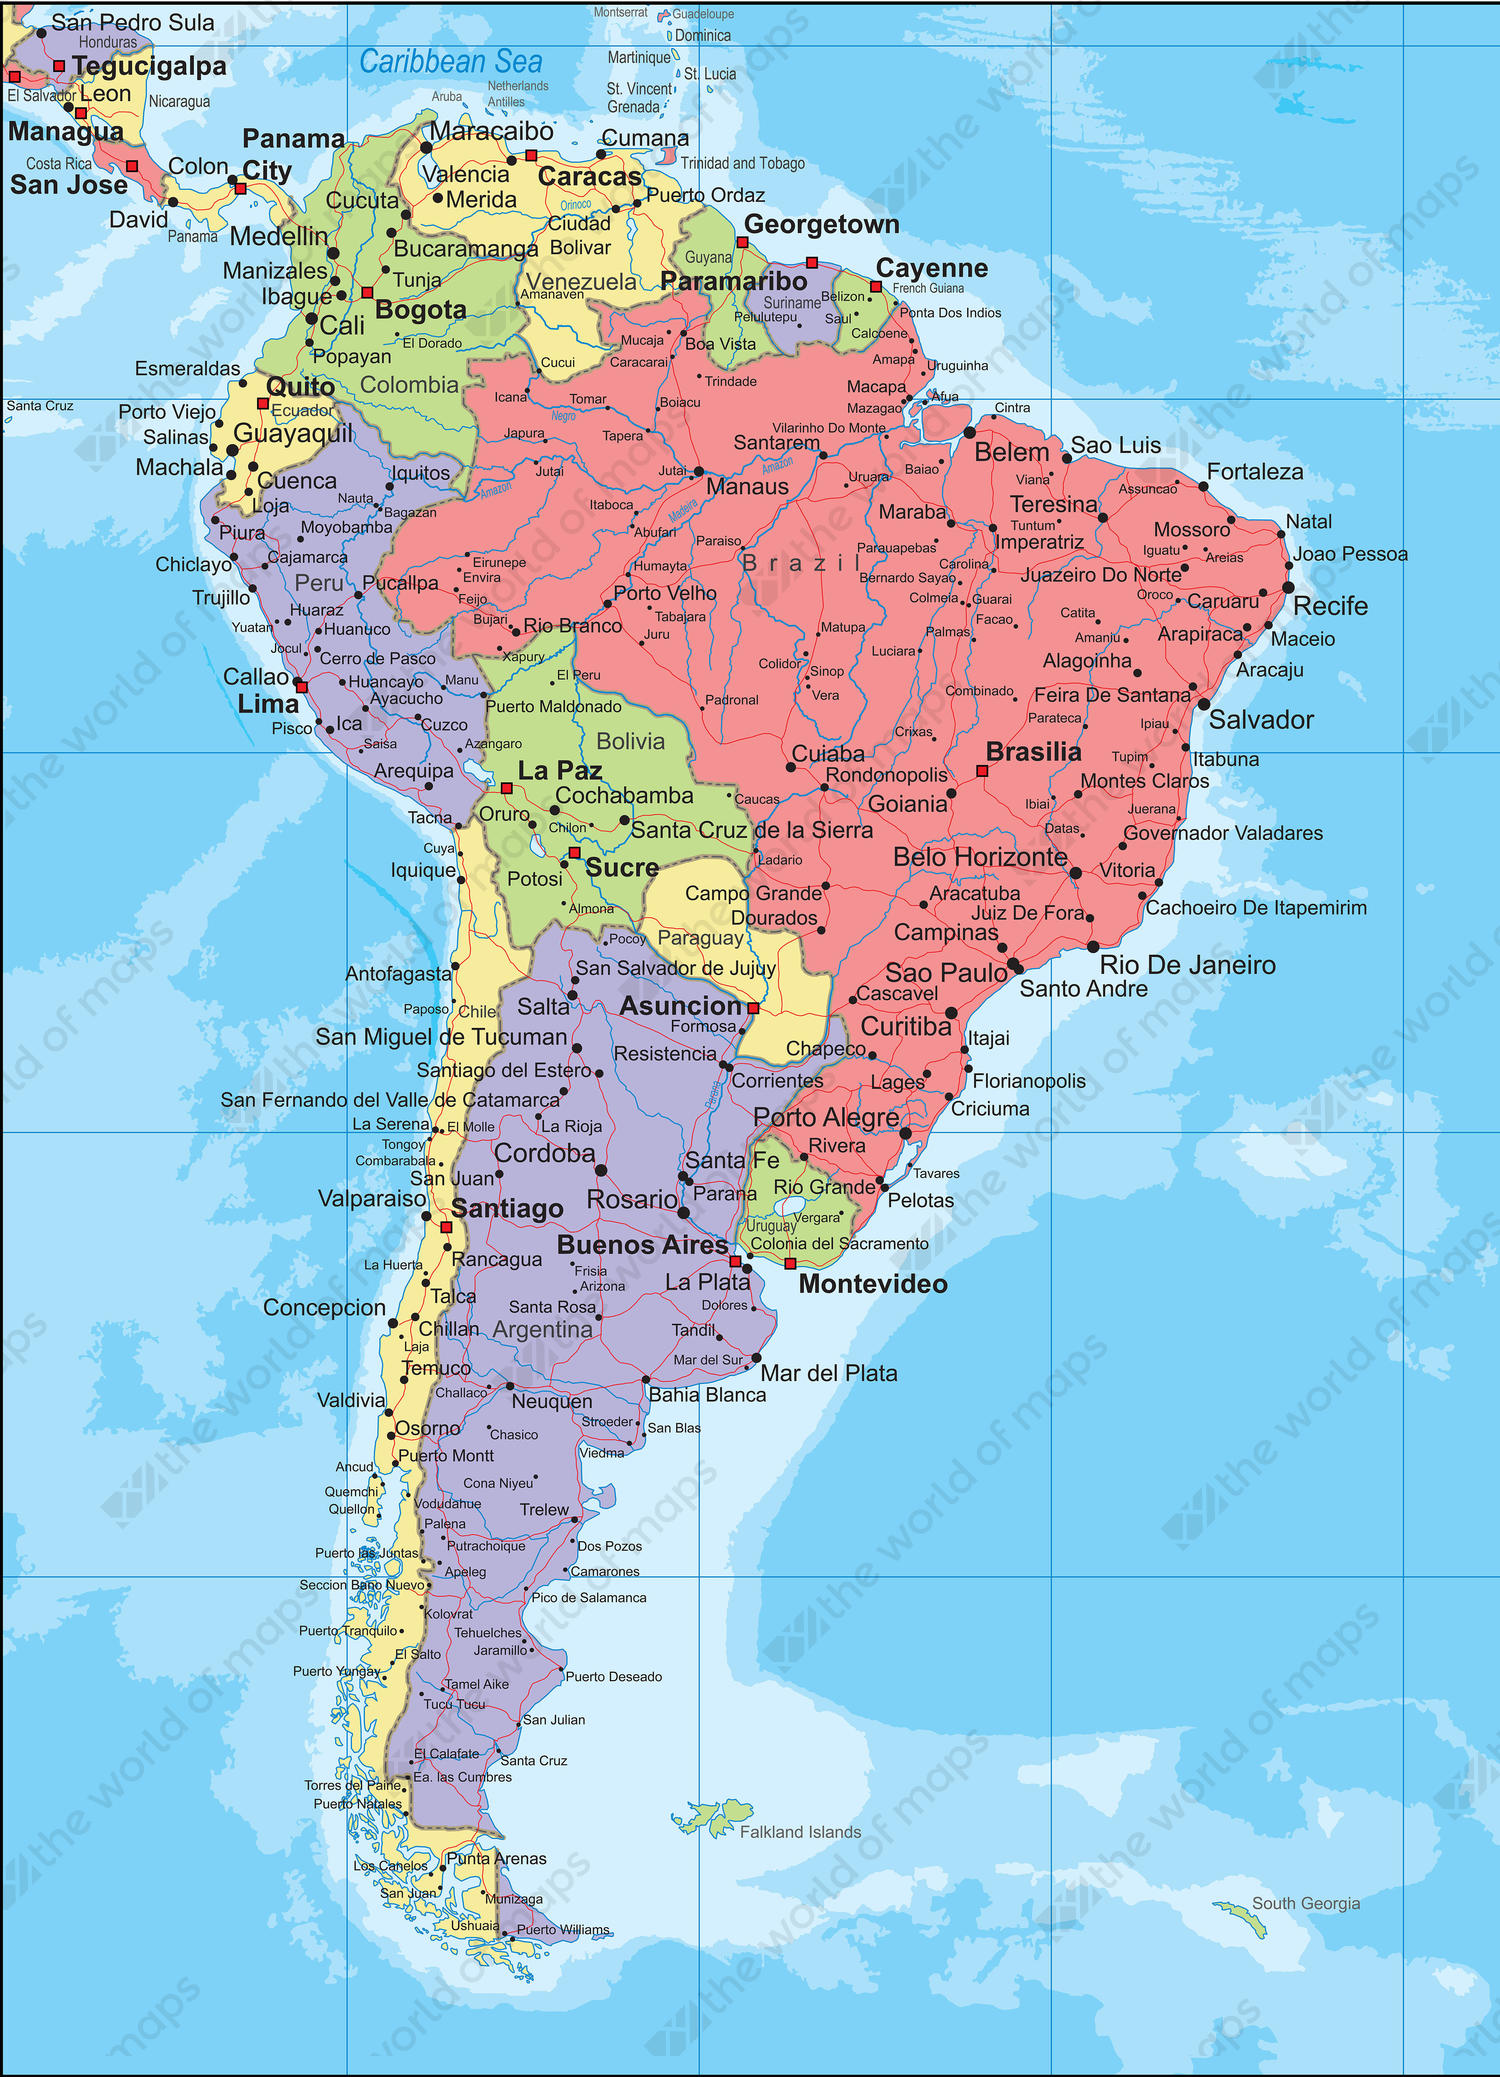 San Pedro Sula
Honduras
Tegucigalpa
El Salvador
Leon
Nicaragua
Managua
Costa Rica
San Jose
Colon
Panama
City
David
Panama
Caribbean Sea
Montserrat
Guadeloupe
Dominica
Martinique
St. Lucia
St. Vincent
Grenada
Netherlands
Antilles
Aruba
Trinidad and Tobago
Maracaibo
Cumana
Valencia
Caracas
Merida
Puerto Ordaz
Orinoco
Ciudad
Bolivar
Venezuela
Amanaven
Cucui
Cucuta
Medellin
Bucaramanga
Manizales
Tunja
Ibague
Bogota
Cali
El Dorado
Popayan
Colombia
Georgetown
Guyana
Paramaribo
Suriname
Pelulutepu
Cayenne
French Guiana
Belizon
Saul
Ponta Dos Indios
Calcoene
Amapa
Uruguinha
Macapa
Mazagao
Afua
Cintra
Esmeraldas
Quito
Ecuador
Santa Cruz
Porto Viejo
Salinas
Guayaquil
Machala
Cuenca
Loja
Mucaja
Boa Vista
Caracarai
Trindade
Icana
Tomar
Boiacu
Negro
Japura
Tapera
Vilarinho Do Monte
Santarem
Belem
Sao Luis
Fortaleza
Iquitos
Amazon
Jutai
Jutai
Manaus
Amazon
Uruara
Baiao
Viana
Assuncao
Nauta
Bagazan
Moyobamba
Itaboca
Madeira
Abufari
Maraba
Teresina
Tuntum
Imperatriz
Mossoro
Natal
Piura
Chiclayo
Cajamarca
Peru
Pucallpa
Eirunepe
Envira
Feijo
Paraiso
Humayta
Brazil
Parauapebas
Carolina
Bernardo Sayao
Iguatu
Areias
Joao Pessoa
Juazeiro Do Norte
Trujillo
Huaraz
Yuatan
Huanuco
Bujari
Rio Branco
Porto Velho
Tabajara
Juru
Colmeia
Guarai
Oroco
Caruaru
Recife
Catita
Facao
Matupa
Palmas
Amaniu
Arapiraca
Maceio
Jocul
Cerro de Pasco
Xapury
Luciara
Colidor
Sinop
Vera
Alagoinha
Aracaju
Callao
Lima
Huancayo
Manu
El Peru
Ayacucho
Puerto Maldonado
Padronal
Combinado
Feira De Santana
Salvador
Pisco
Ica
Cuzco
Saisa
Azangaro
Bolivia
Crixas
Parateca
Ipiau
Arequipa
La Paz
Cuiaba
Brasilia
Tupim
Itabuna
Rondonopolis
Montes Claros
Goiania
Ibiai
Juerana
Caucas
Tacna
Oruro
Cochabamba
Chilon
Santa Cruz de la Sierra
Datas
Governador Valadares
Cuya
Iquique
Sucre
Potosi
Ladario
Belo Horizonte
Vitoria
Campo Grande
Aracatuba
Almona
Dourados
Juiz De Fora
Cachoeiro De Itapemirim
Paraguay
Pocoy
Campinas
Antofagasta
San Salvador de Jujuy
Sao Paulo
Rio De Janeiro
Santo Andre
Paposo
Chile
Salta
Asuncion
Cascavel
Formosa
Curitiba
San Miguel de Tucuman
Resistencia
Chapeco
Itajai
Santiago del Estero
Corrientes
Lages
Florianopolis
San Fernando del Valle de Catamarca
Parana
Criciuma
La Serena
El Molle
La Rioja
Porto Alegre
Tongoy
Combarabala
Cordoba
Santa Fe
Rivera
San Juan
Tavares
Valparaiso
Rosario
Parana
Rio Grande
Pelotas
Santiago
Vergara
Uruguay
Buenos Aires
Colonia del Sacramento
La Huerta
Rancagua
Frisia
La Plata
Montevideo
Arizona
Talca
Concepcion
Santa Rosa
Dolores
Chillan
Argentina
Tandil
Laja
Mar del Sur
Temuco
Mar del Plata
Challaco
Neuquen
Bahia Blanca
Valdivia
Stroeder
San Blas
Osorno
Chasico
Viedma
Puerto Montt
Ancud
Cona Niyeu
Quemchi
Quellon
Vodudahue
Trelew
Palena
Putrachoique
Dos Pozos
Puerto las Juntas
Apeleg
Camarones
Seccion Bano Nuevo
Pico de Salamanca
Kolovrat
Puerto Tranquilo
Tehuelches
Jaramillo
El Salto
Puerto Yungay
Puerto Deseado
Tamel Aike
Tucu Tucu
San Julian
El Calafate
Santa Cruz
Ea. las Cumbres
Torres del Paine
Puerto Natales
Falkland Islands
Punta Arenas
Los Canelos
San Juan
Munizaga
South Georgia
Ushuaia
Puerto Williams
the world of maps